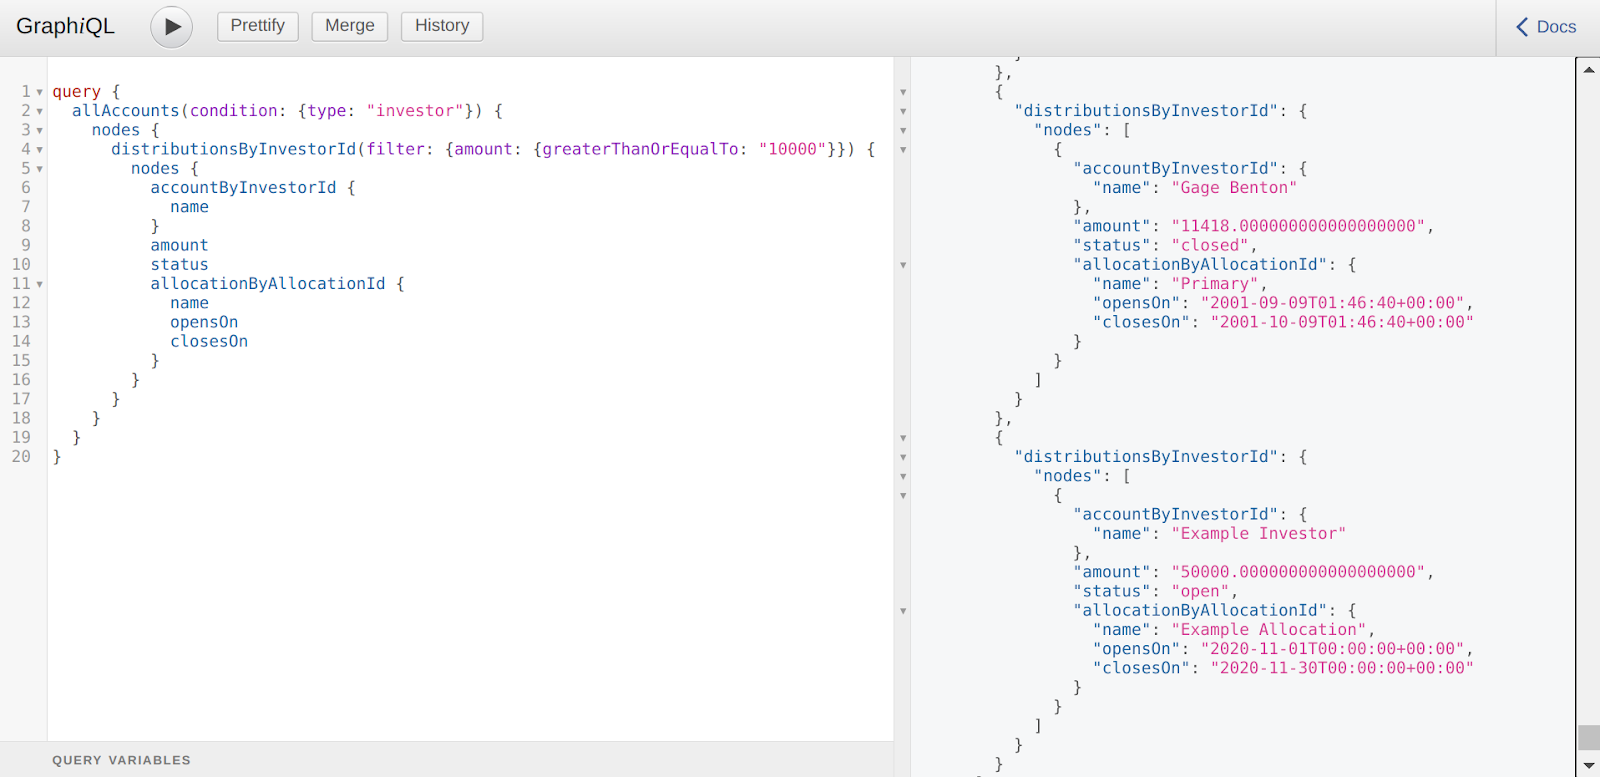 GraphiQL
Prettify
Merge
History
Docs
1 query {
2   allAccounts(condition: {type: "investor"}) {
3     nodes {
4       distributionsByInvestorId(filter: {amount: {greaterThanOrEqualTo: "10000"}}) {
5         nodes {
6           accountByInvestorId {
7             name
8           }
9           amount
10           status
11           allocationByAllocationId {
12             name
13             opensOn
14             closesOn
15           }
16         }
17       }
18     }
19   }
20 }
QUERY VARIABLES
}
},
{
  "distributionsByInvestorId": {
    "nodes": [
      {
        "accountByInvestorId": {
          "name": "Gage Benton"
        },
        "amount": "11418.000000000000000000",
        "status": "closed",
        "allocationByAllocationId": {
          "name": "Primary",
          "opensOn": "2001-09-09T01:46:40+00:00",
          "closesOn": "2001-10-09T01:46:40+00:00"
        }
      }
    ]
  }
},
{
  "distributionsByInvestorId": {
    "nodes": [
      {
        "accountByInvestorId": {
          "name": "Example Investor"
        },
        "amount": "50000.000000000000000000",
        "status": "open",
        "allocationByAllocationId": {
          "name": "Example Allocation",
          "opensOn": "2020-11-01T00:00:00+00:00",
          "closesOn": "2020-11-30T00:00:00+00:00"
        }
      }
    ]
  }
}